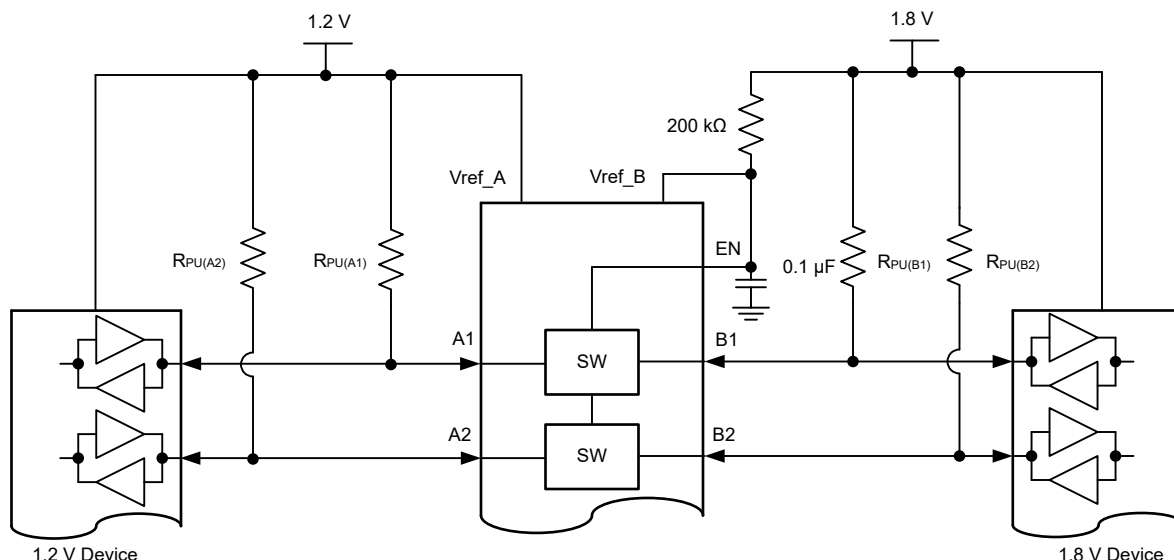 1.2 V
1.8 V
200 kΩ
Vref_A
Vref_B
EN
RPU(A2)
RPU(A1)
0.1 µF
RPU(B1)
RPU(B2)
A1
SW
B1
A2
SW
B2
1.2 V Device
1.8 V Device